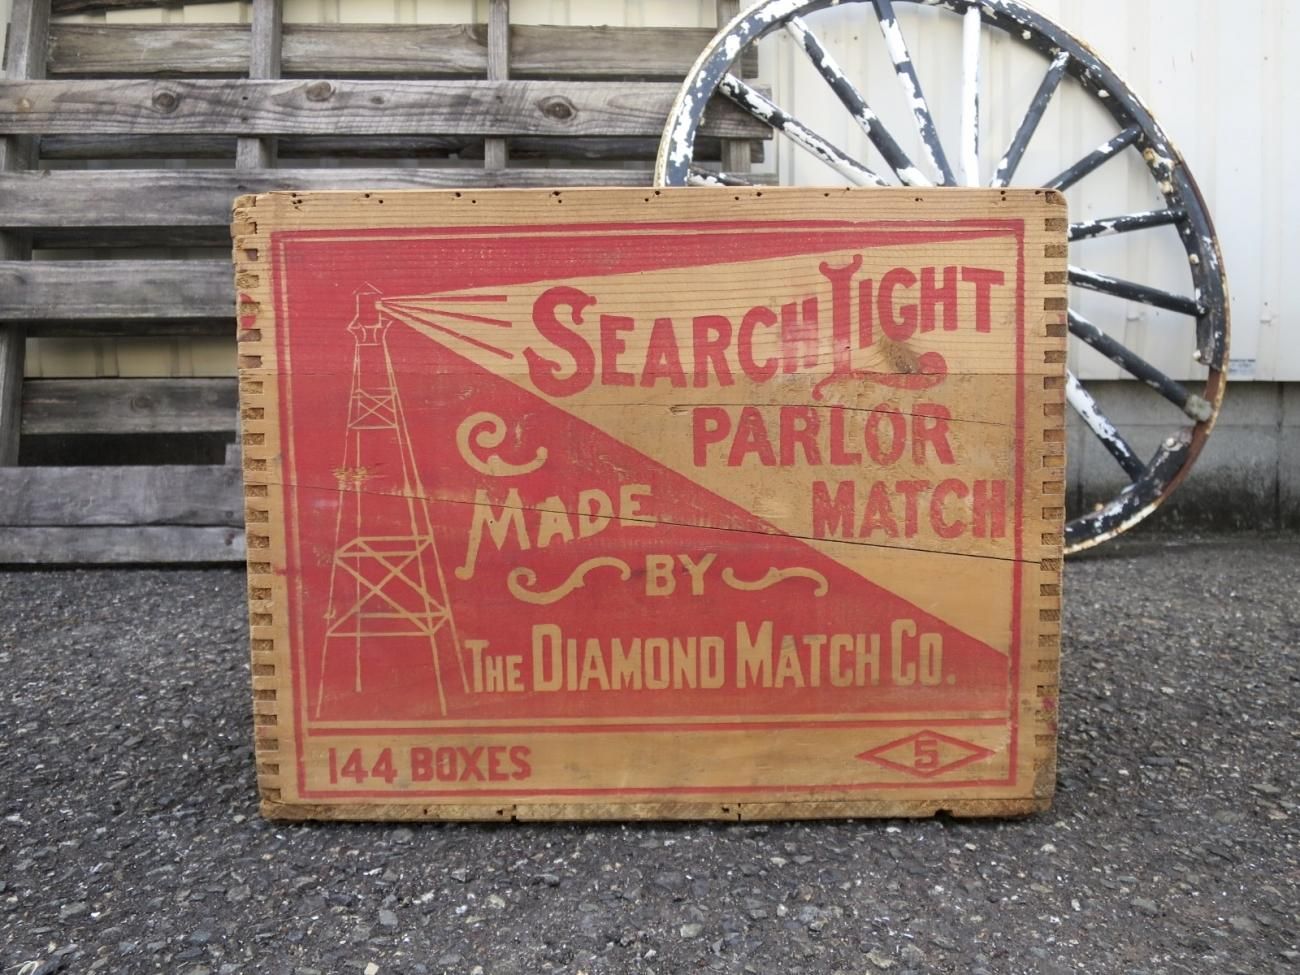 SEARCH LIGHT
PARLOR
MATCH
MADE
BY
THE DIAMOND MATCH CO.
144 BOXES
5